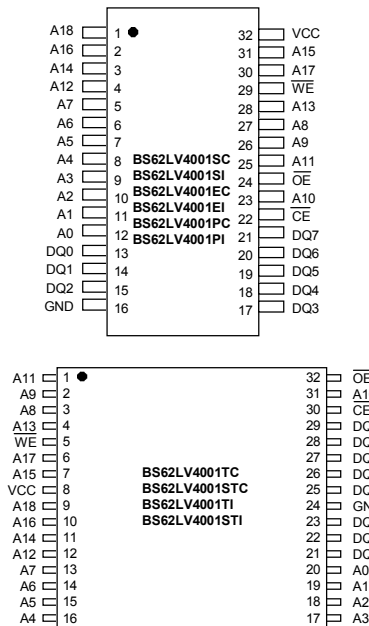 A18 1 32 VCC
A16 2 31 A15
A14 3 30 A17
A12 4 29 WE
A7 5 28 A13
A6 6 27 A8
A5 7 26 A9
A4 8 BS62LV4001SC 25 A11
A3 9 BS62LV4001SI 24 OE
A2 10 BS62LV4001EC 23 A10
A1 11 BS62LV4001EI 22 CE
A0 12 BS62LV4001PC 21 DQ7
BS62LV4001PI
DQ0 13 20 DQ6
DQ1 14 19 DQ5
DQ2 15 18 DQ4
GND 16 17 DQ3
A11 1 32 OE
A9 2 31
A8 3 30 CE
A13 4 29
WE 5 28
A17 6 27
A15 7 BS62LV4001TC 26
VCC 8 BS62LV4001STC 25
A18 9 BS62LV4001TI 24
A16 10 BS62LV4001STI 23
A14 11 22
A12 12 21
A7 13 20 A0
A6 14 19 A1
A5 15 18 A2
A4 16 17 A3